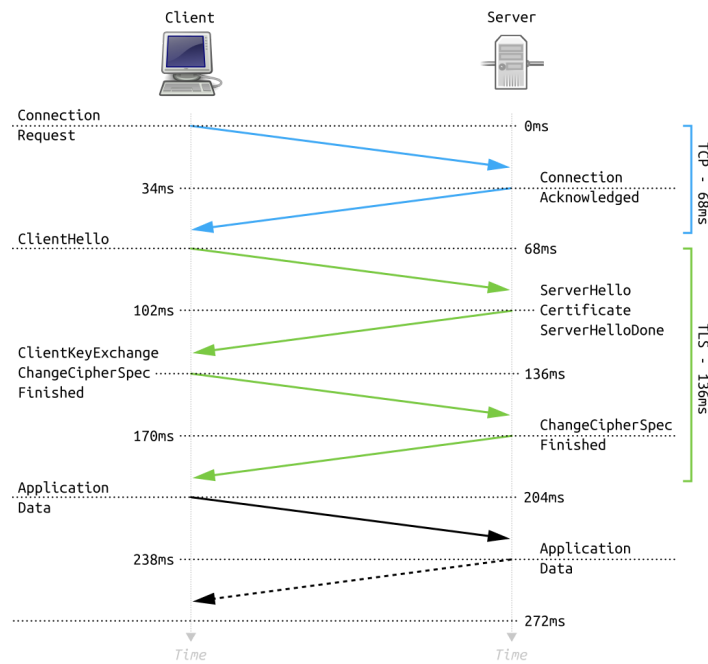 Client
Server
Connection
Request
0ms
TCP - 68ms
Connection
34ms
Acknowledged
ClientHello
68ms
ServerHello
102ms
Certificate
ServerHelloDone
TLS - 136ms
ClientKeyExchange
ChangeCipherSpec
136ms
Finished
ChangeCipherSpec
170ms
Finished
Application
204ms
Data
Application
238ms
Data
272ms
Time
Time